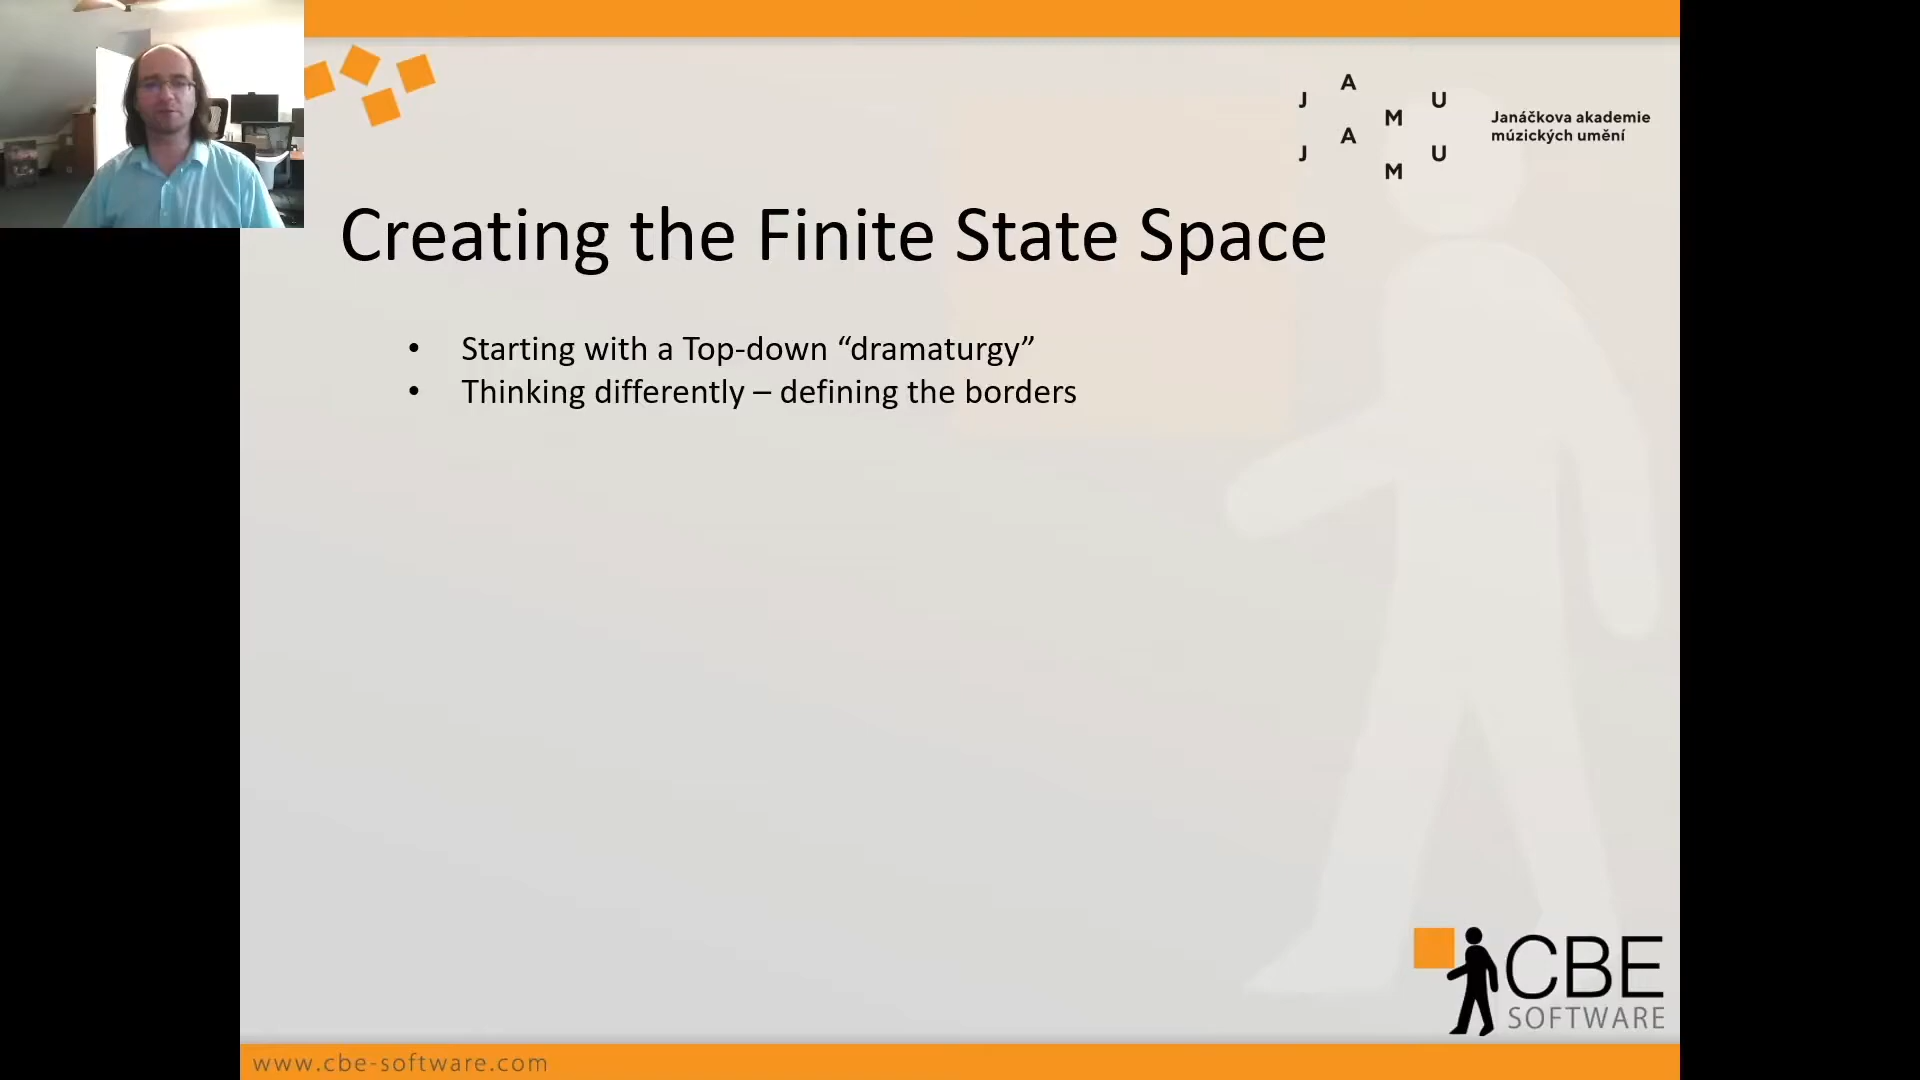 J A M U
J A M U
Janáčkova akademie
múzických umění
Creating the Finite State Space
• Starting with a Top-down “dramaturgy”
• Thinking differently – defining the borders
CBE
SOFTWARE
www.cbe-software.com